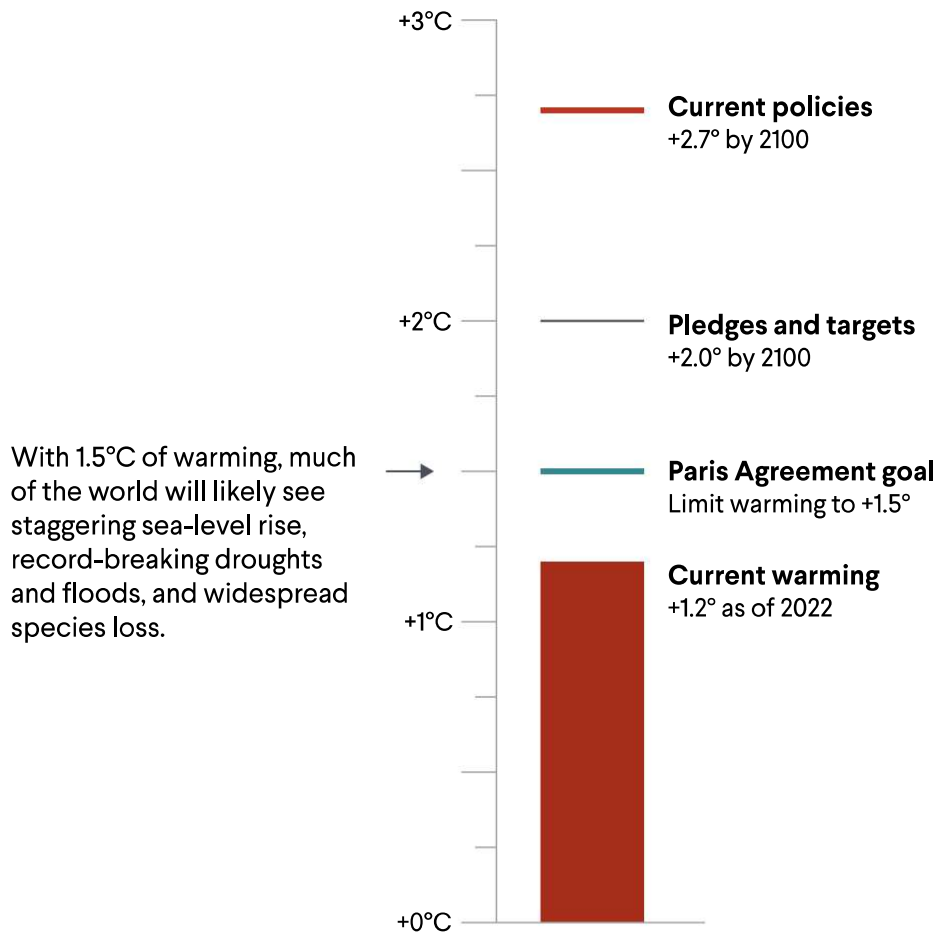 +3°C
Current policies
+2.7° by 2100
+2°C
Pledges and targets
+2.0° by 2100
With 1.5°C of warming, much
of the world will likely see
staggering sea-level rise,
record-breaking droughts
and floods, and widespread
species loss.
Paris Agreement goal
Limit warming to +1.5°
Current warming
+1.2° as of 2022
+1°C
+0°C